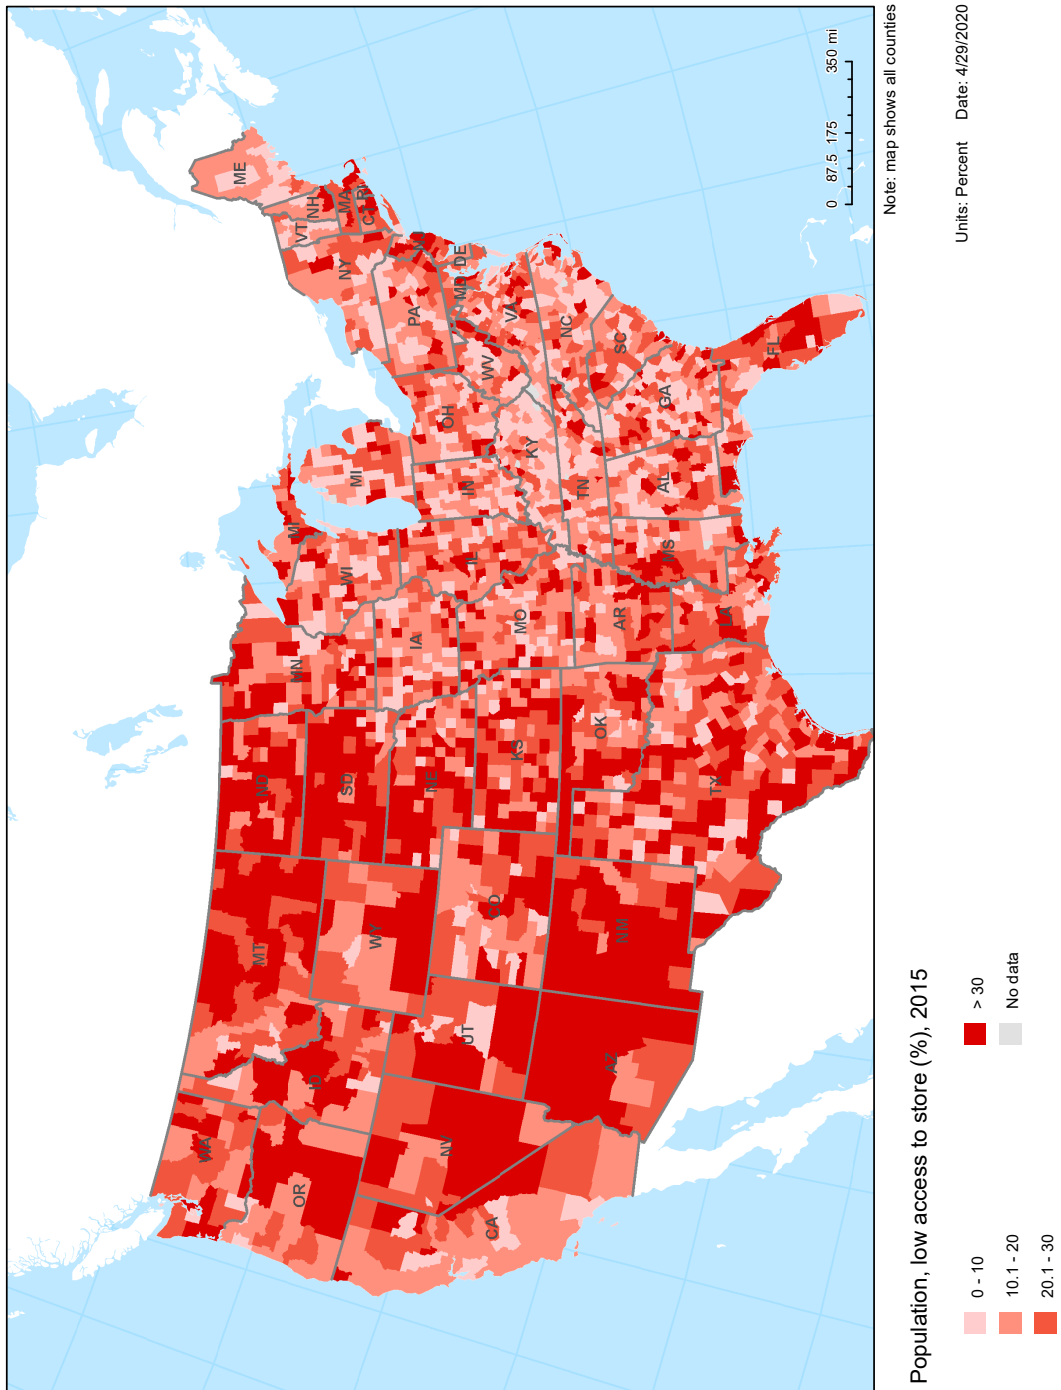 ME
VT
NH
MA
RI
CT
NY
NJ
PA
MD
DE
VA
WV
NC
SC
GA
FL
OH
KY
TN
AL
MI
MI
IN
IL
WI
MS
MN
IA
MO
AR
LA
ND
SD
NE
KS
OK
TX
MT
WY
CO
NM
ID
UT
AZ
WA
OR
NV
CA
0 87.5 175 350 mi
Note: map shows all counties
Population, low access to store (%), 2015
Units: Percent Date: 4/29/2020
0 - 10
10.1 - 20
20.1 - 30
> 30
No data